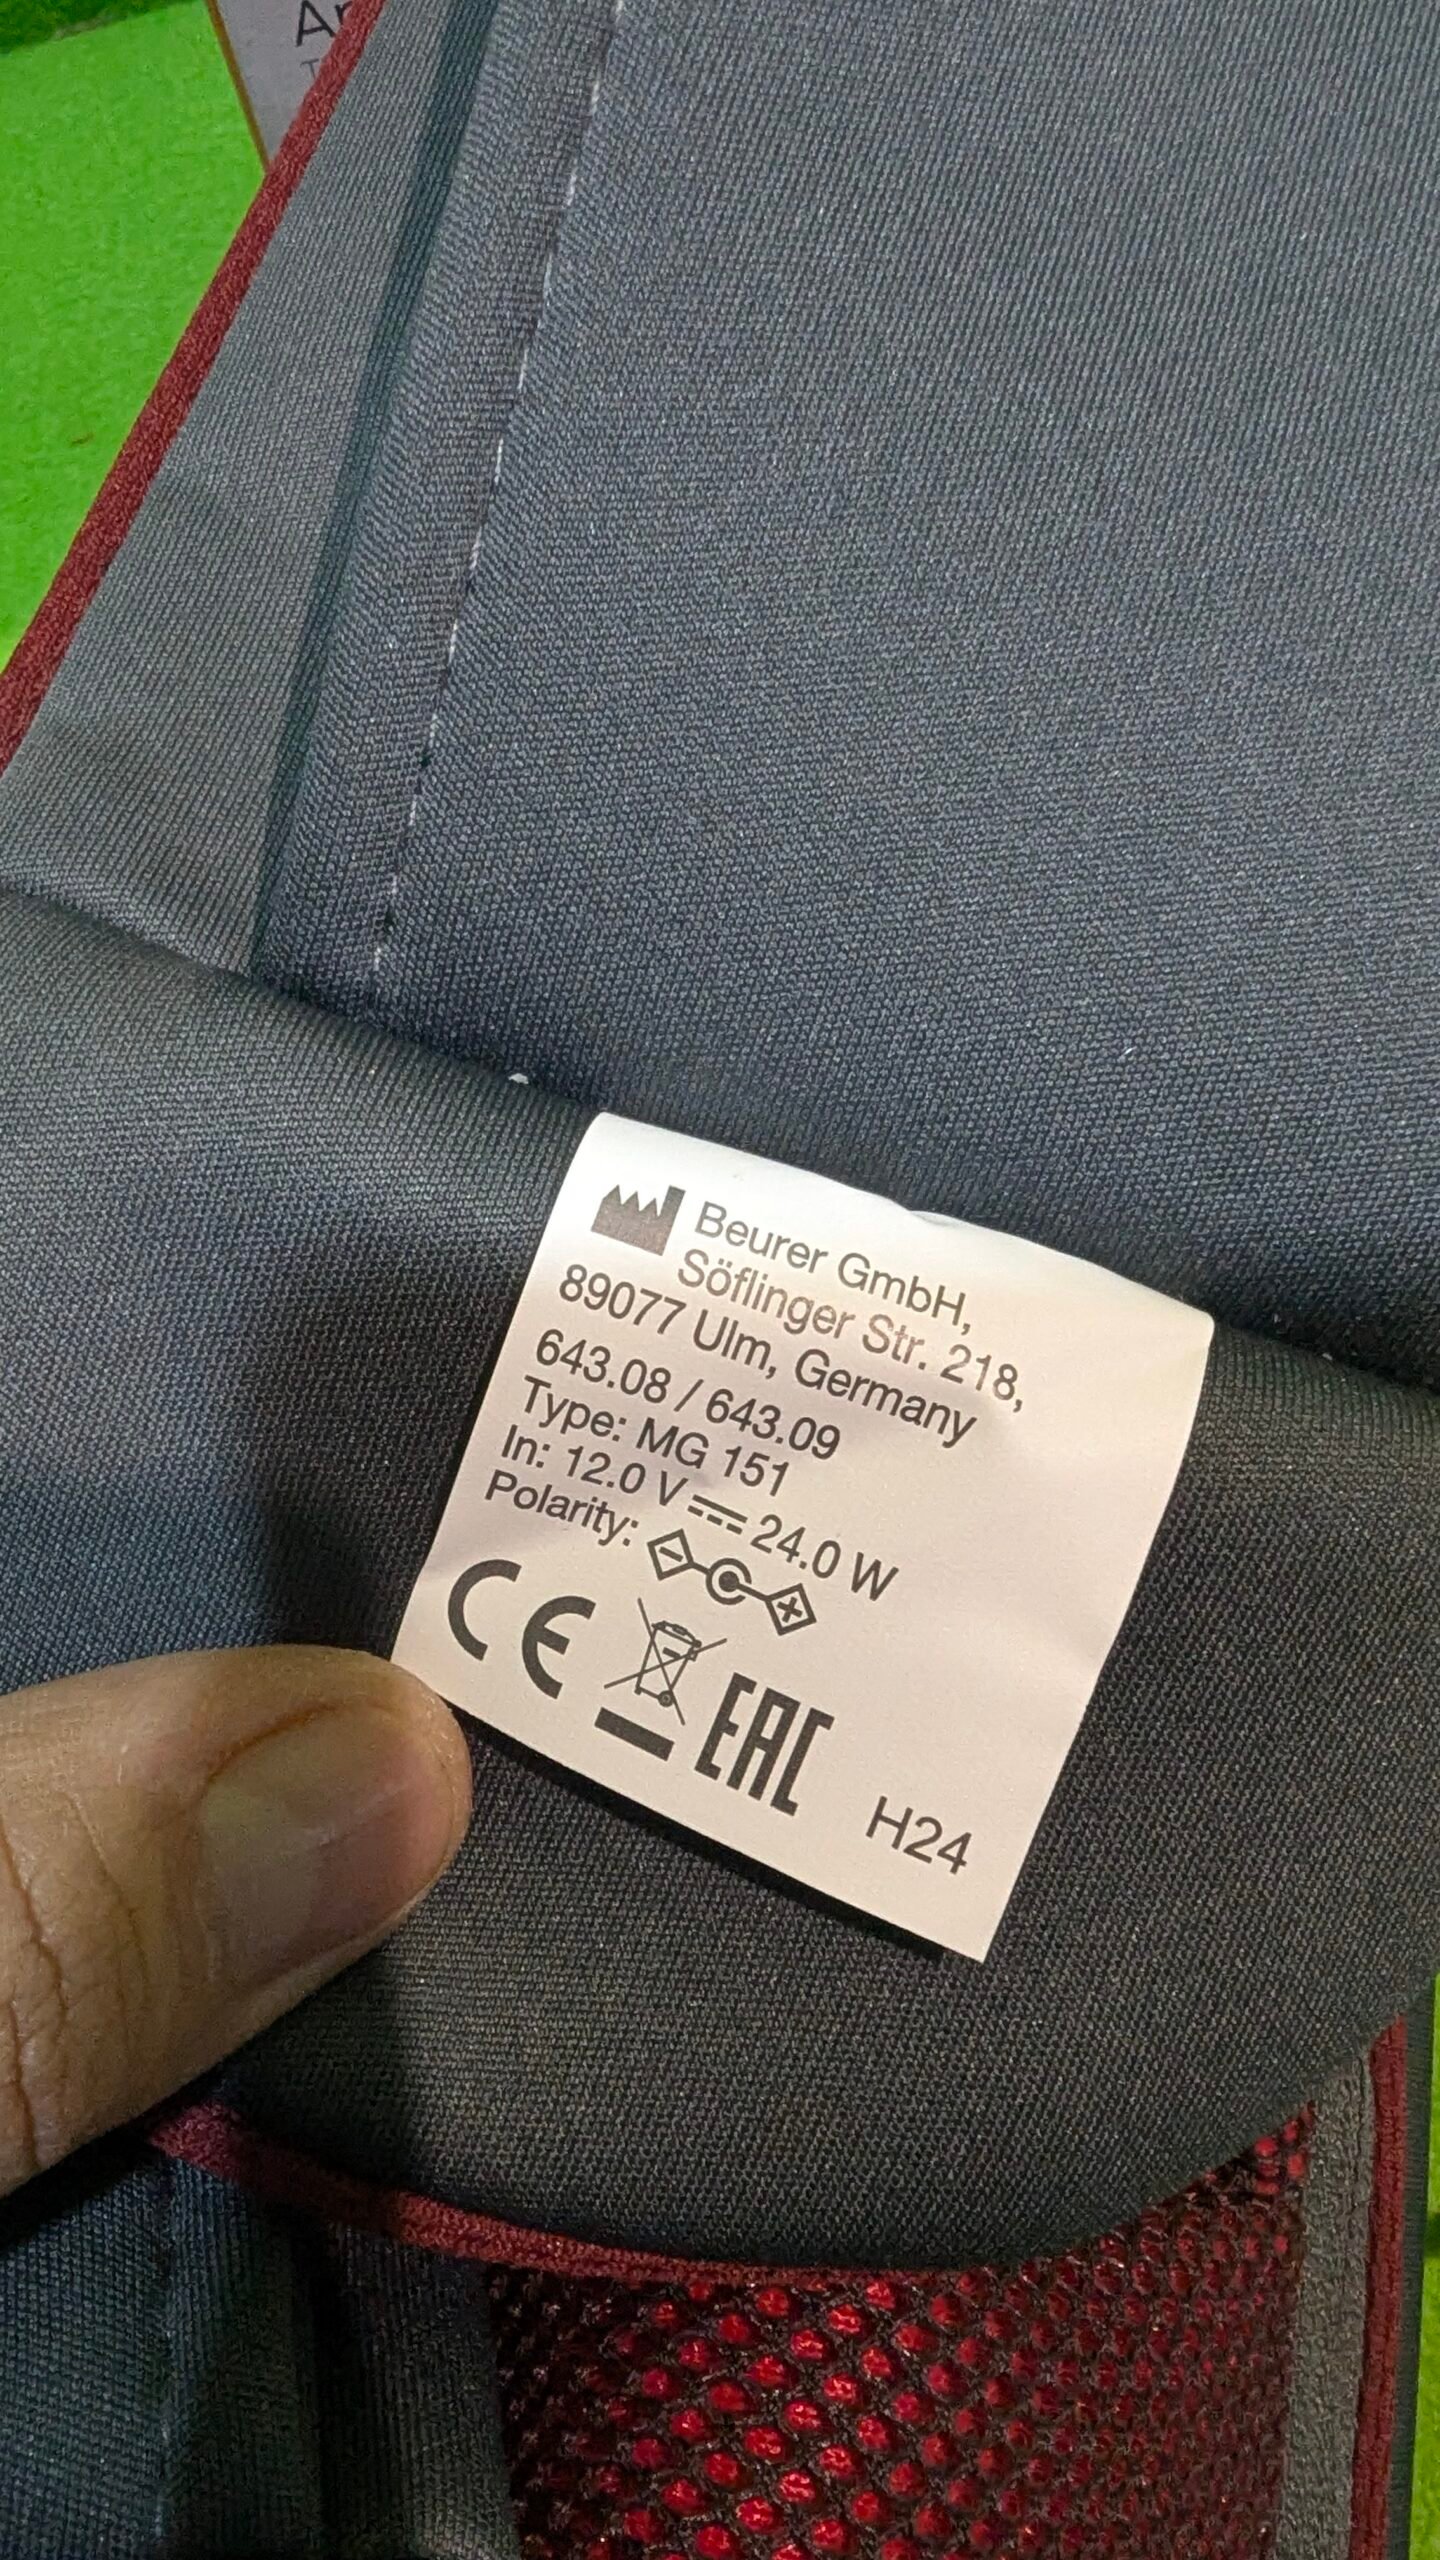 Beurer GmbH,
Söflinger Str. 218,
89077 Ulm, Germany
643.08 / 643.09
Type: MG 151
In: 12.0 V ⎓ 24.0 W
Polarity:
CE
EAC
H24